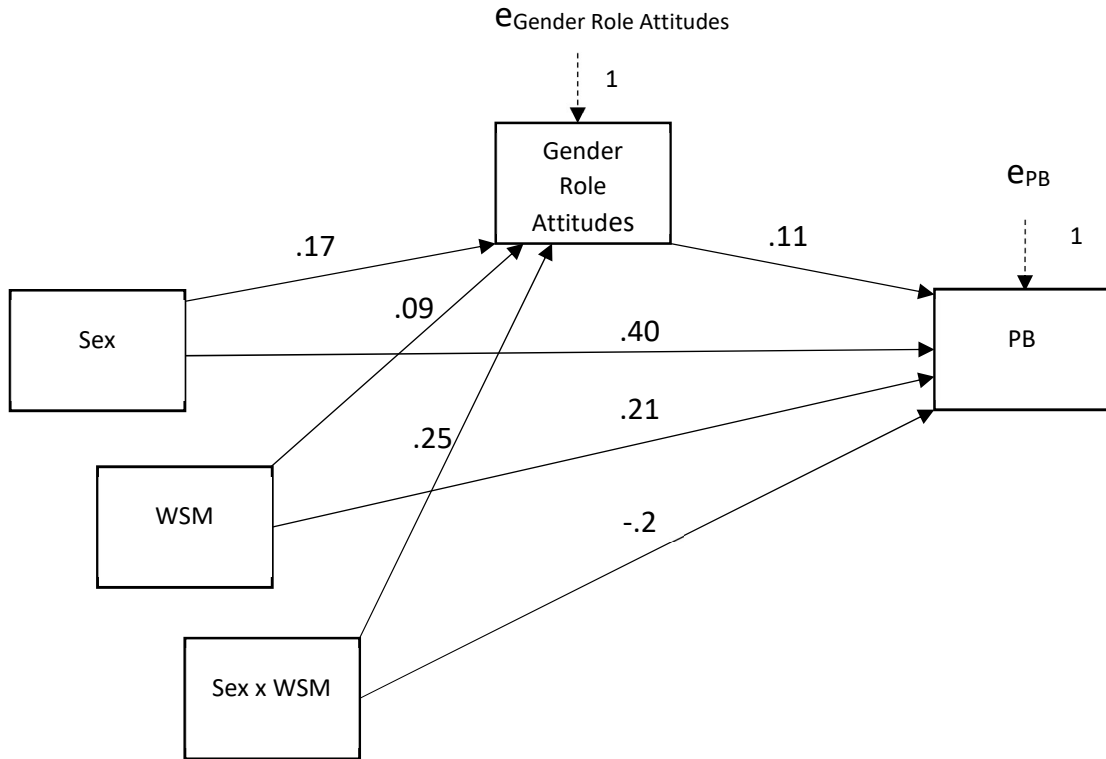 eGender Role Attitudes
1
Gender
Role
Attitudes
ePB
1
.17
.11
Sex
.09
.40
PB
.21
.25
WSM
-.2
Sex x WSM